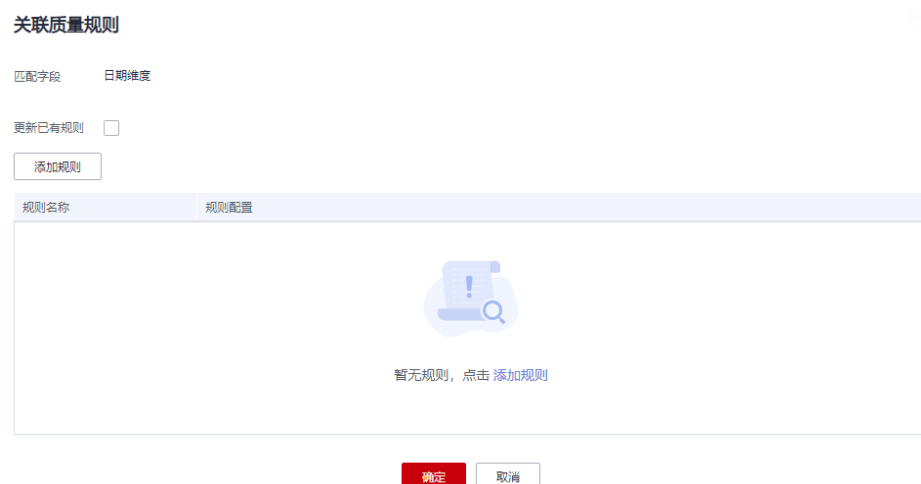 关联质量规则
匹配字段 日期维度
更新已有规则
添加规则
规则名称 规则配置
暂无规则，点击 添加规则
确定 取消